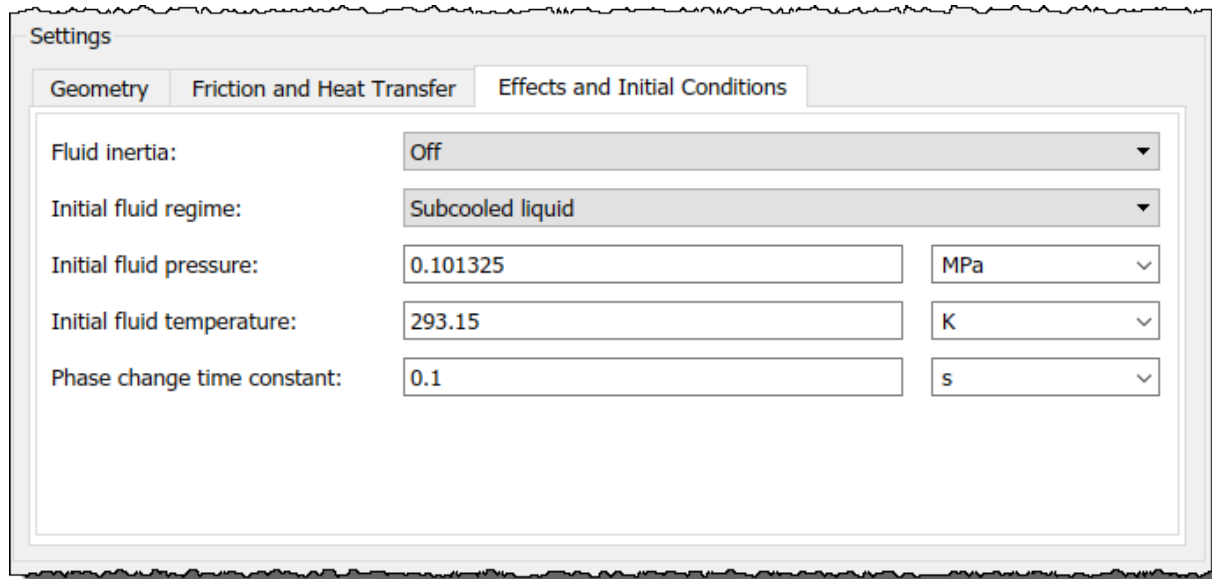 Settings
Geometry Friction and Heat Transfer Effects and Initial Conditions
Fluid inertia: Off
Initial fluid regime: Subcooled liquid
Initial fluid pressure: 0.101325 MPa
Initial fluid temperature: 293.15 K
Phase change time constant: 0.1 s